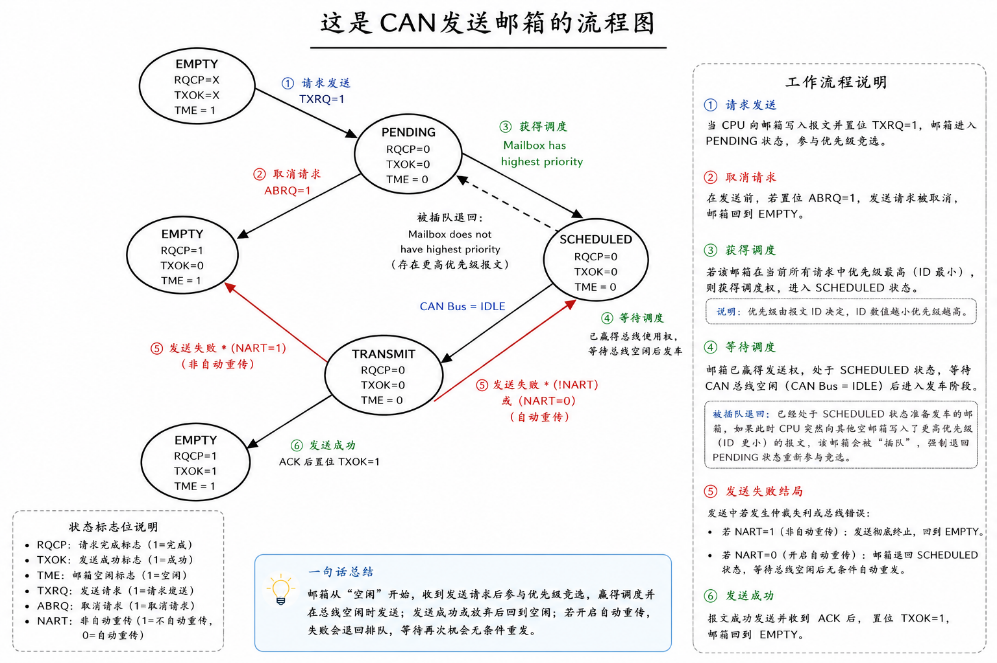 这是 CAN发送邮箱的流程图
EMPTY
RQCP=X
TXOK=X
TME = 1
① 请求发送
TXRQ=1
PENDING
RQCP=0
TXOK=0
TME = 0
③ 获得调度
Mailbox has
highest priority
② 取消请求
ABRQ=1
EMPTY
RQCP=1
TXOK=0
TME = 1
被插队退回：
Mailbox does not
have highest priority
（存在更高优先级报文）
SCHEDULED
RQCP=0
TXOK=0
TME = 0
CAN Bus = IDLE
④ 等待调度
已赢得总线使用权，
等待总线空闲后发车
⑤ 发送失败 * (NART=1)
(非自动重传)
TRANSMIT
RQCP=0
TXOK=0
TME = 0
⑤ 发送失败 * (!NART)
或 (NART=0)
(自动重传)
EMPTY
RQCP=1
TXOK=1
TME = 1
⑥ 发送成功
ACK 后置位 TXOK=1
状态标志位说明
• RQCP：请求完成标志（1=完成）
• TXOK：发送成功标志（1=成功）
• TME：邮箱空闲标志（1=空闲）
• TXRQ：发送请求（1=请求发送）
• ABRQ：取消请求（1=取消请求）
• NART：非自动重传（1=不自动重传，
0=自动重传）
一句话总结
邮箱从“空闲”开始，收到发送请求后参与优先级竞选，赢得调度并
在总线空闲时发送；发送成功或放弃后回到空闲；若开启自动重传，
失败会退回排队，等待再次机会无条件重发。
工作流程说明
① 请求发送
当 CPU 向邮箱写入报文并置位 TXRQ=1，邮箱进入
PENDING 状态，参与优先级竞选。
② 取消请求
在发送前，若置位 ABRQ=1，发送请求被取消，
邮箱回到 EMPTY。
③ 获得调度
若该邮箱在当前所有请求中优先级最高（ID 最小），
则获得调度权，进入 SCHEDULED 状态。
说明：优先级由报文 ID 决定，ID 数值越小优先级越高。
④ 等待调度
邮箱已赢得发送权，处于 SCHEDULED 状态，等待
CAN 总线空闲（CAN Bus = IDLE）后进入发车阶段。
被插队退回：已经处于 SCHEDULED 状态准备发车的邮
箱，如果此时 CPU 突然向其他空邮箱写入了更高优先级
（ID 更小）的报文，该邮箱会被“插队”，强制退回
PENDING 状态重新参与竞选。
⑤ 发送失败结局
发送中若发生仲裁失利或总线错误：
• 若 NART=1（非自动重传）：发送彻底终止，回到 EMPTY。
• 若 NART=0（开启自动重传）：邮箱退回 SCHEDULED
状态，等待总线空闲后无条件自动重发。
⑥ 发送成功
报文成功发送并收到 ACK 后，置位 TXOK=1，
邮箱回到 EMPTY。